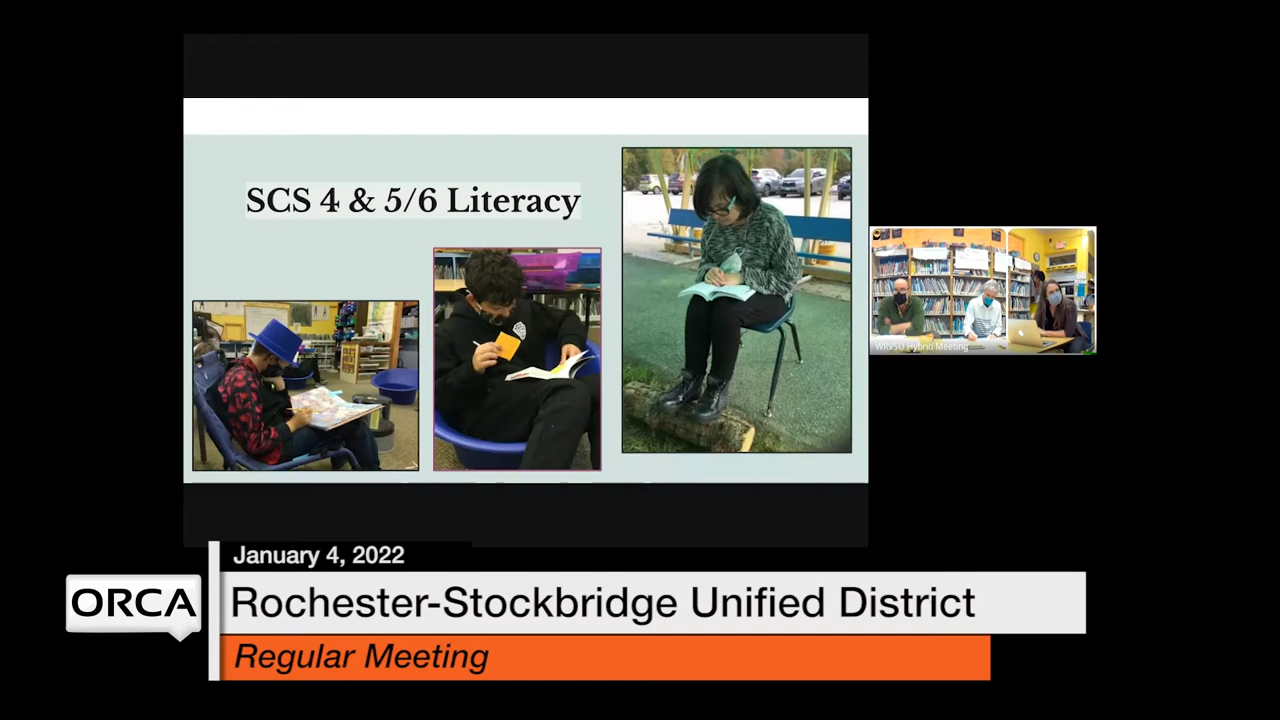 SCS 4 & 5/6 Literacy
WRVSU Hybrid Meeting
January 4, 2022
ORCA
Rochester-Stockbridge Unified District
Regular Meeting